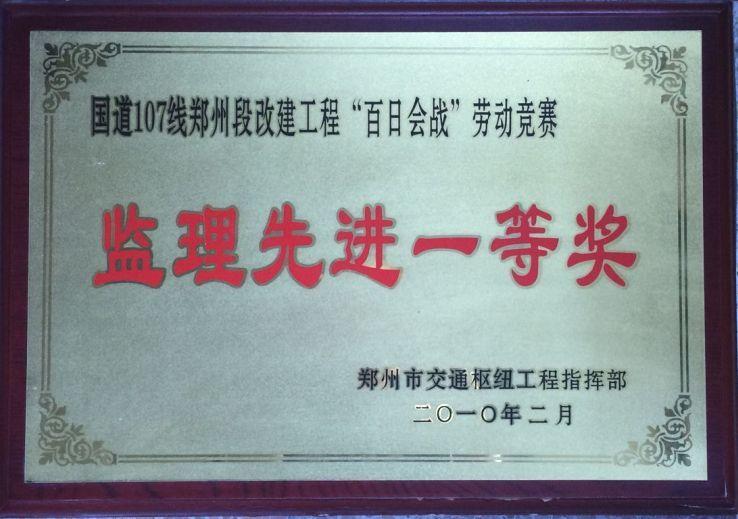 国道107线郑州段改建工程“百日会战”劳动竞赛
监理先进一等奖
郑州市交通枢纽工程指挥部
二〇一〇年二月